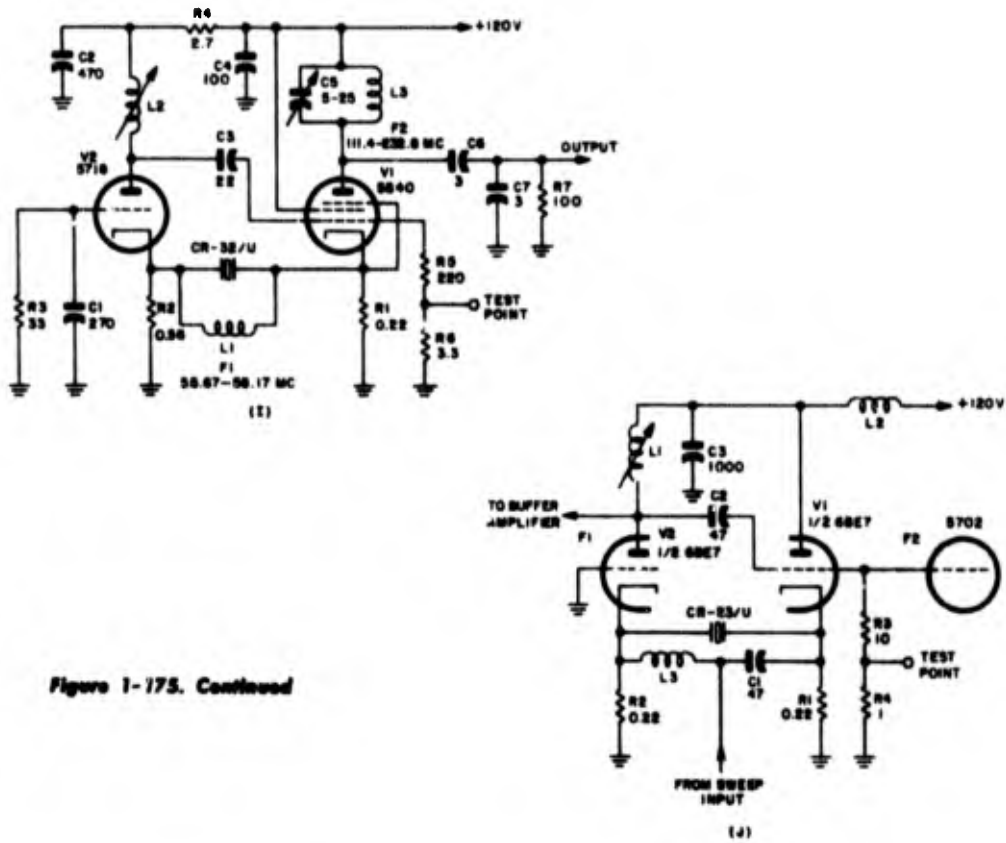 R4
2.7
+120V
C2
470
C4
100
L2
C5
5-25
L3
F2
111.4-232.6 MC
C3
22
C6
3
OUTPUT
V2
5718
V1
5840
C7
3
R7
100
CR-32/U
R5
220
TEST
POINT
R3
33
C1
270
R2
0.56
L1
R1
0.22
R6
3.3
F1
55.67-58.17 MC
(I)
+120V
L2
L1
C3
1000
TO BUFFER
AMPLIFIER
C2
47
F1
V2
1/2 6BE7
V1
1/2 6BE7
F2
5702
CR-23/U
R3
10
L3
C1
47
TEST
POINT
R2
0.22
R1
0.22
R4
1
FROM SWEEP
INPUT
(J)
Figure 1-175. Continued